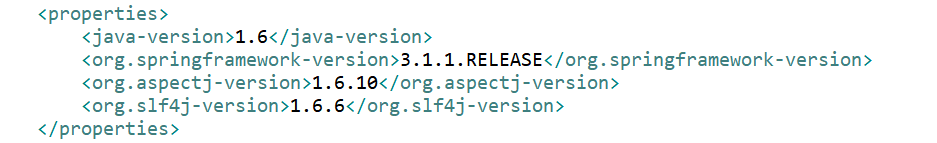 <properties>
<java-version>1.6</java-version>
<org.springframework-version>3.1.1.RELEASE</org.springframework-version>
<org.aspectj-version>1.6.10</org.aspectj-version>
<org.slf4j-version>1.6.6</org.slf4j-version>
</properties>